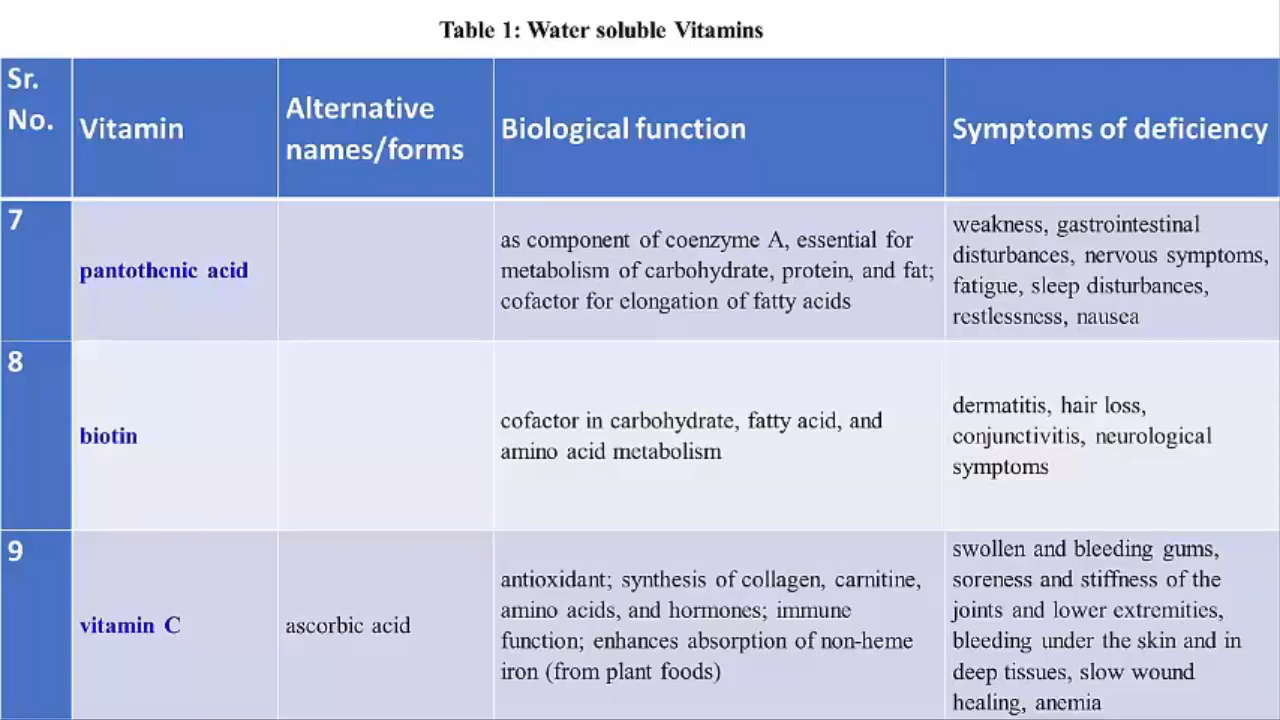 Table 1: Water soluble Vitamins
Sr.
No.
Vitamin
Alternative
names/forms
Biological function
Symptoms of deficiency
7
pantothenic acid
as component of coenzyme A, essential for
metabolism of carbohydrate, protein, and fat;
cofactor for elongation of fatty acids
weakness, gastrointestinal
disturbances, nervous symptoms,
fatigue, sleep disturbances,
restlessness, nausea
8
biotin
cofactor in carbohydrate, fatty acid, and
amino acid metabolism
dermatitis, hair loss,
conjunctivitis, neurological
symptoms
9
vitamin C
ascorbic acid
antioxidant; synthesis of collagen, carnitine,
amino acids, and hormones; immune
function; enhances absorption of non-heme
iron (from plant foods)
swollen and bleeding gums,
soreness and stiffness of the
joints and lower extremities,
bleeding under the skin and in
deep tissues, slow wound
healing, anemia